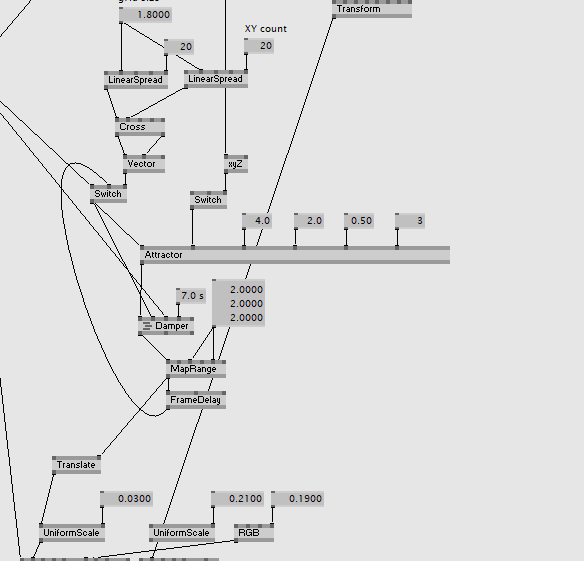 grid size
1.8000
Transform
XY count
20
20
LinearSpread
LinearSpread
Cross
Vector
xyZ
Switch
Switch
4.0
2.0
0.50
3
Attractor
7.0 s
2.0000
2.0000
2.0000
Damper
MapRange
FrameDelay
Translate
0.0300
0.2100
0.1900
UniformScale
UniformScale
RGB